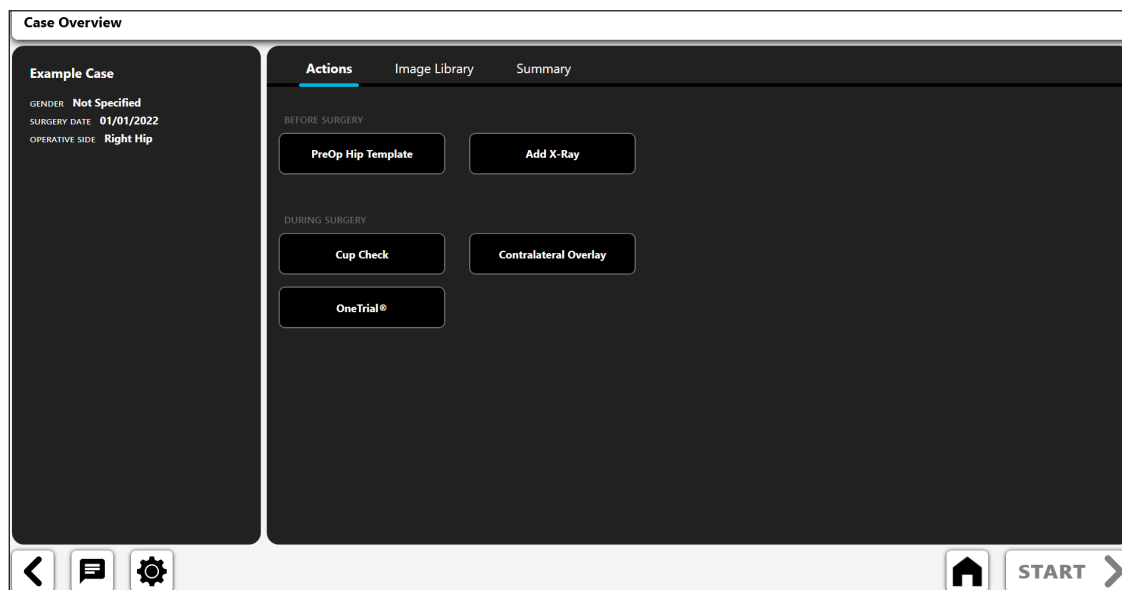 Case Overview
Example Case
GENDER Not Specified
SURGERY DATE 01/01/2022
OPERATIVE SIDE Right Hip
Actions Image Library Summary
BEFORE SURGERY
PreOp Hip Template Add X-Ray
DURING SURGERY
Cup Check Contralateral Overlay
OneTrial®
START